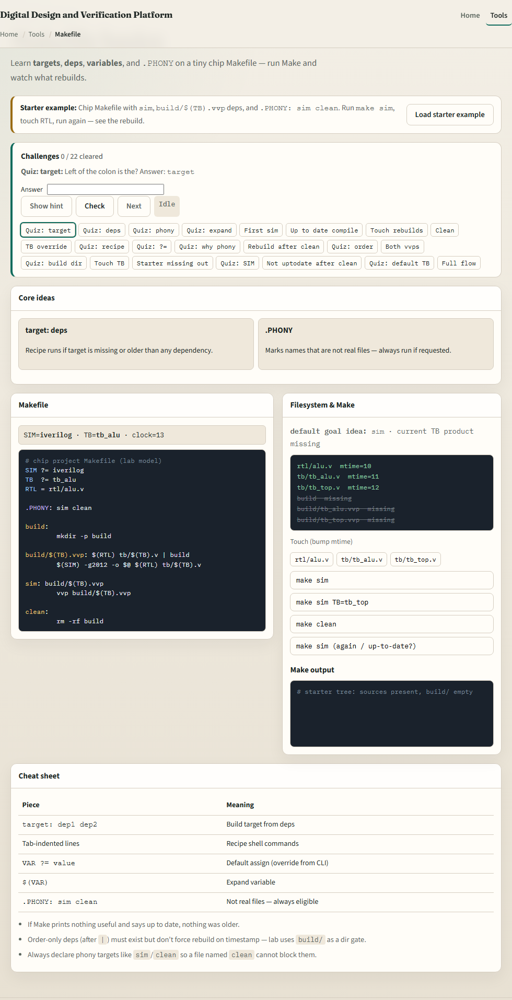 Digital Design and Verification Platform
Home Tools
Home / Tools / Makefile
Learn targets, deps, variables, and .PHONY on a tiny chip Makefile — run Make and
watch what rebuilds.
Starter example: Chip Makefile with sim, build/$(TB).vvp deps, and .PHONY: sim clean. Run make sim,
touch RTL, run again — see the rebuild.
Load starter example
Challenges 0 / 22 cleared
Quiz: target: Left of the colon is the? Answer: target
Answer
Show hint Check Next Idle
Quiz: target Quiz: deps Quiz: phony Quiz: expand First sim Up to date compile Touch rebuilds Clean
TB override Quiz: recipe Quiz: ?= Quiz: why phony Rebuild after clean Quiz: order Both vvps
Quiz: build dir Touch TB Starter missing out Quiz: SIM Not uptodate after clean Quiz: default TB Full flow
Core ideas
target: deps
Recipe runs if target is missing or older than any dependency.
.PHONY
Marks names that are not real files — always run if requested.
Makefile
SIM=iverilog · TB=tb_alu · clock=13
# chip project Makefile (lab model)
SIM ?= iverilog
TB ?= tb_alu
RTL = rtl/alu.v
.PHONY: sim clean
build:
mkdir -p build
build/$(TB).vvp: $(RTL) tb/$(TB).v | build
$(SIM) -g2012 -o $@ $(RTL) tb/$(TB).v
sim: build/$(TB).vvp
vvp build/$(TB).vvp
clean:
rm -rf build
Filesystem & Make
default goal idea: sim · current TB product
missing
rtl/alu.v mtime=10
tb/tb_alu.v mtime=11
tb/tb_top.v mtime=12
build missing
build/tb_alu.vvp missing
build/tb_top.vvp missing
Touch (bump mtime)
rtl/alu.v tb/tb_alu.v tb/tb_top.v
make sim
make sim TB=tb_top
make clean
make sim (again / up-to-date?)
Make output
# starter tree: sources present, build/ empty
Cheat sheet
Piece Meaning
target: dep1 dep2 Build target from deps
Tab-indented lines Recipe shell commands
VAR ?= value Default assign (override from CLI)
$(VAR) Expand variable
.PHONY: sim clean Not real files — always eligible
• If Make prints nothing useful and says up to date, nothing was older.
• Order-only deps (after |) must exist but don’t force rebuild on timestamp — lab uses build/ as a dir gate.
• Always declare phony targets like sim/clean so a file named clean cannot block them.